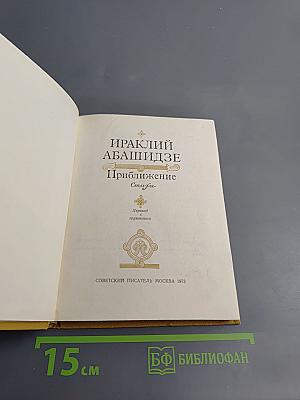 ИРАКЛИЙ
АБАШИДЗЕ
Приближение
Стихи
Перевод
с
грузинского
СОВЕТСКИЙ ПИСАТЕЛЬ МОСКВА 1973
15 см
БФ БИБЛИОФАН